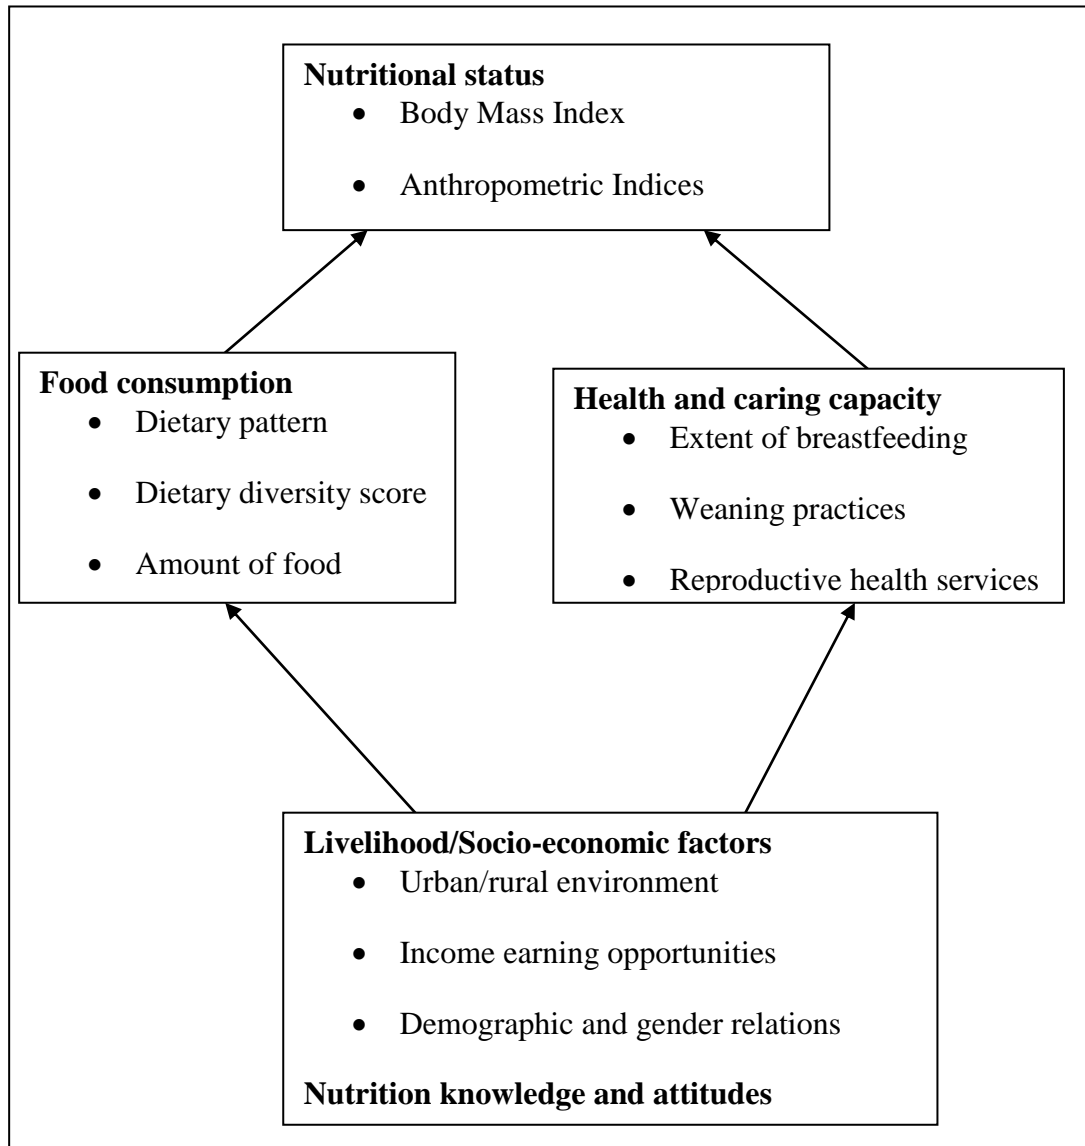 Nutritional status
• Body Mass Index
• Anthropometric Indices
Food consumption
• Dietary pattern
• Dietary diversity score
• Amount of food
Health and caring capacity
• Extent of breastfeeding
• Weaning practices
• Reproductive health services
Livelihood/Socio-economic factors
• Urban/rural environment
• Income earning opportunities
• Demographic and gender relations
Nutrition knowledge and attitudes